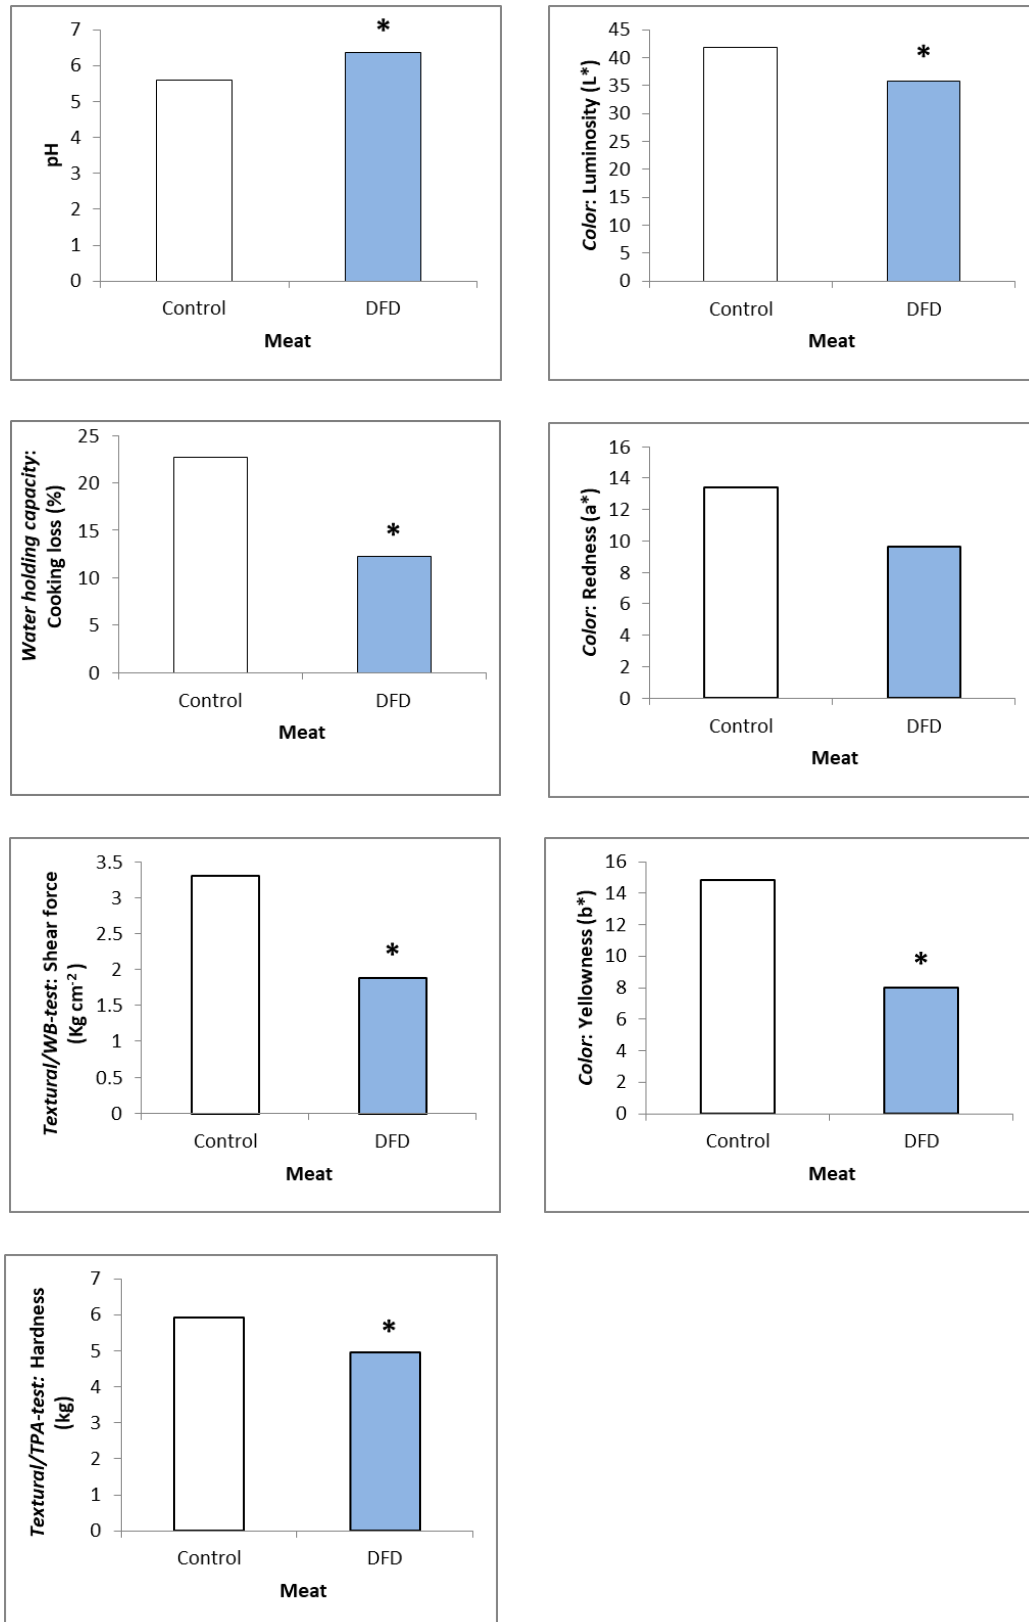 7
6
5
4
3
2
1
0
pH
*
Control DFD
Meat
45
40
35
30
25
20
15
10
5
0
Color: Luminosity (L*)
*
Control DFD
Meat
25
20
15
10
5
0
Water holding capacity:
Cooking loss (%)
*
Control DFD
Meat
16
14
12
10
8
6
4
2
0
Color: Redness (a*)
Control DFD
Meat
3.5
3
2.5
2
1.5
1
0.5
0
Textural/WB-test: Shear force
(Kg cm-2 )
*
Control DFD
Meat
16
14
12
10
8
6
4
2
0
Color: Yellowness (b*)
*
Control DFD
Meat
7
6
5
4
3
2
1
0
Textural/TPA-test: Hardness
(kg)
*
Control DFD
Meat